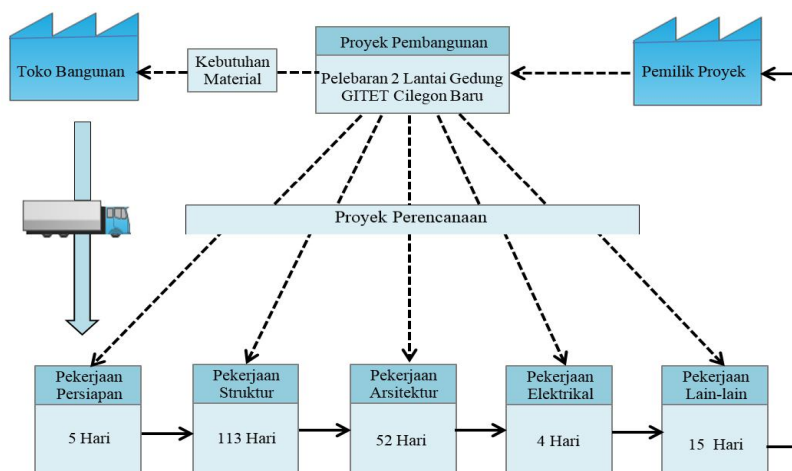 Toko Bangunan
Kebutuhan
Material
Proyek Pembangunan
Pelebaran 2 Lantai Gedung
GITET Cilegon Baru
Pemilik Proyek
Proyek Perencanaan
Pekerjaan
Persiapan
5 Hari
Pekerjaan
Struktur
113 Hari
Pekerjaan
Arsitektur
52 Hari
Pekerjaan
Elektrikal
4 Hari
Pekerjaan
Lain-lain
15 Hari